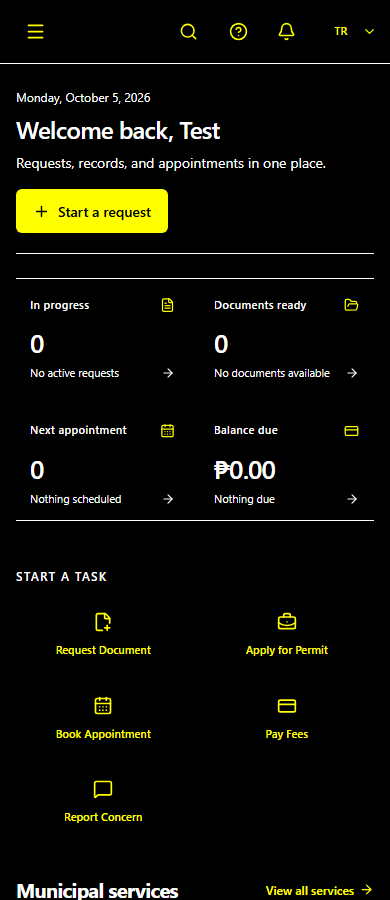 TR
Monday, October 5, 2026
Welcome back, Test
Requests, records, and appointments in one place.
Start a request
In progress
0
No active requests
Documents ready
0
No documents available
Next appointment
0
Nothing scheduled
Balance due
₱0.00
Nothing due
START A TASK
Request Document
Apply for Permit
Book Appointment
Pay Fees
Report Concern
Municipal services
View all services